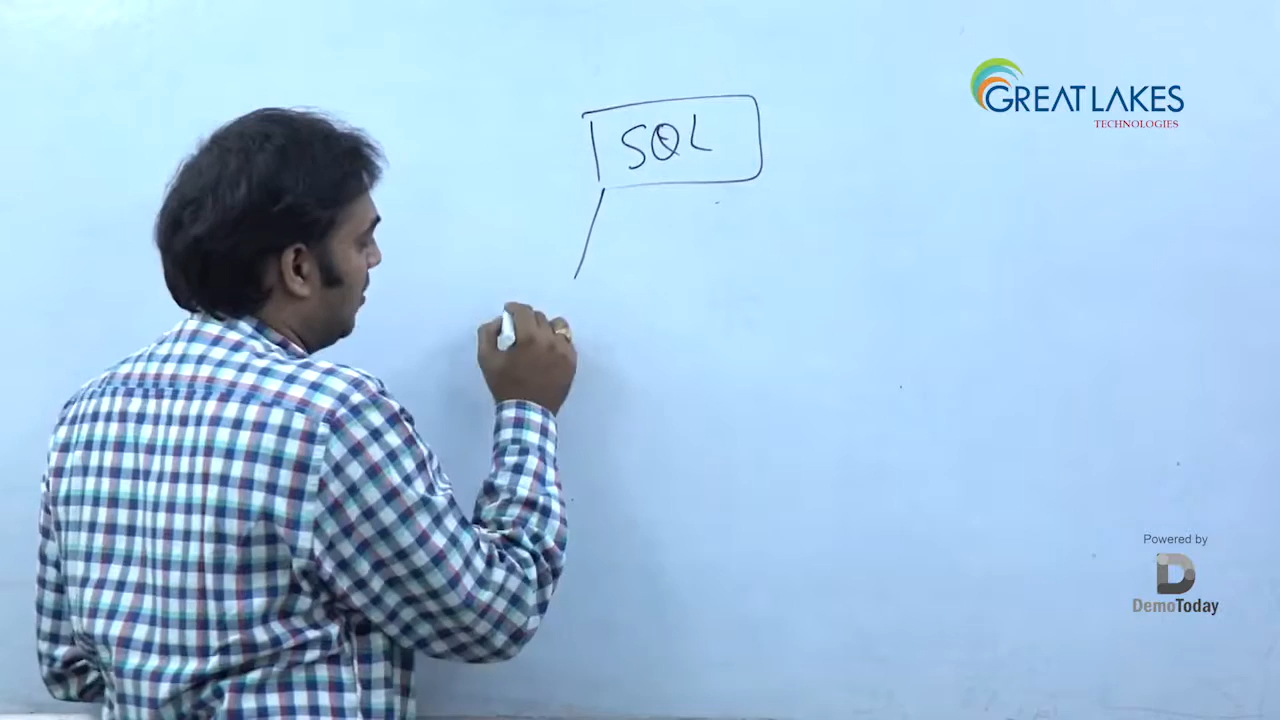 SQL
GREAT LAKES
TECHNOLOGIES
Powered by
DemoToday